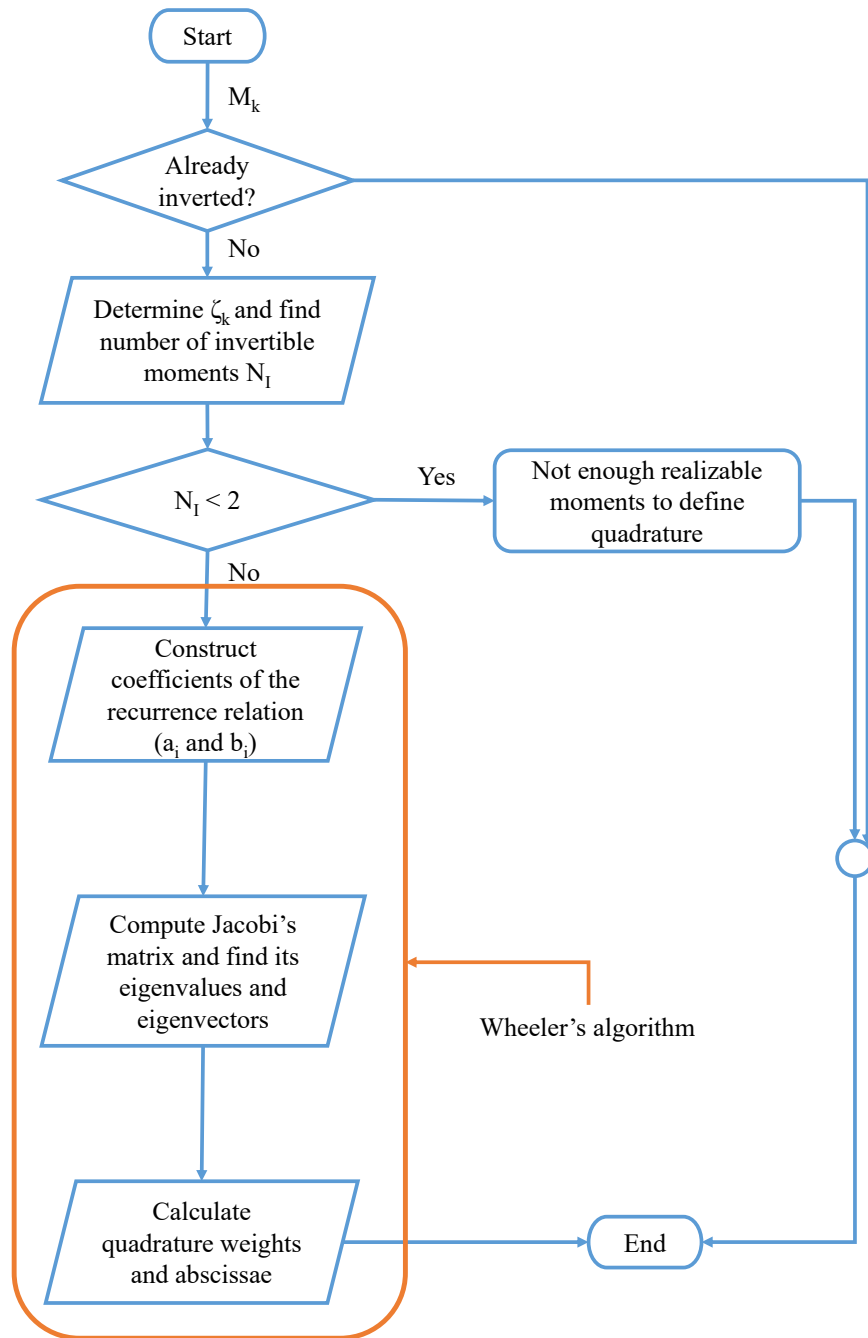 Start
M_k
Already
inverted?
No
Determine ζ_k and find
number of invertible
moments N_I
N_I < 2
Yes
Not enough realizable
moments to define
quadrature
No
Construct
coefficients of the
recurrence relation
(a_i and b_i)
Compute Jacobi's
matrix and find its
eigenvalues and
eigenvectors
Wheeler's algorithm
Calculate
quadrature weights
and abscissae
End